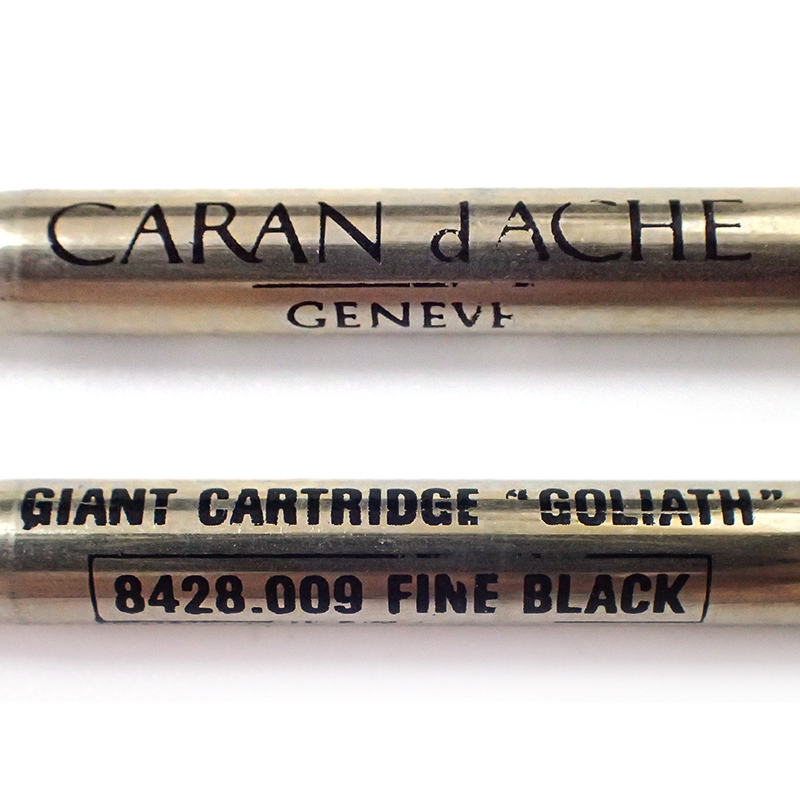 CARAN d'ACHE
GENEVE
GIANT CARTRIDGE “GOLIATH”
8428.009 FINE BLACK